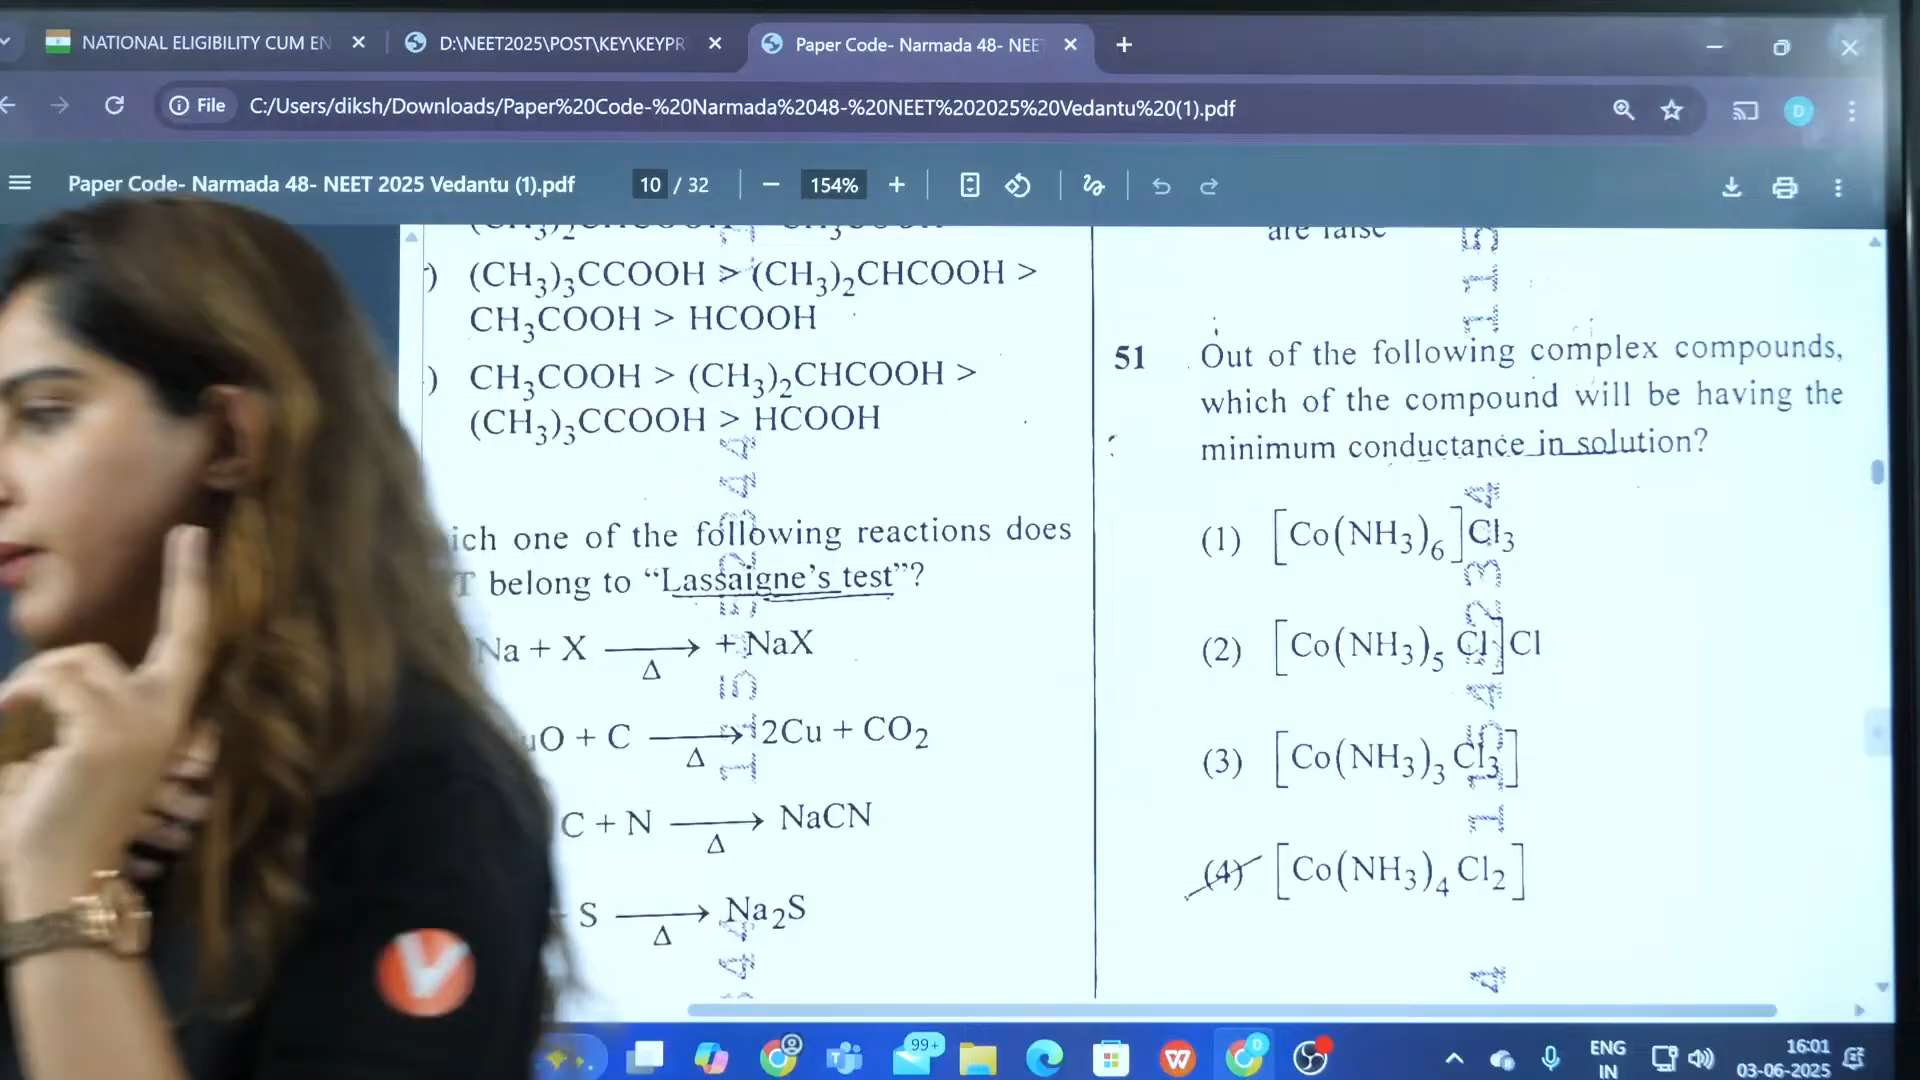 NATIONAL ELIGIBILITY CUM EN
D:\NEET2025\POST\KEY\KEYPR
Paper Code- Narmada 48- NEE
File
C:/Users/diksh/Downloads/Paper%20Code-%20Narmada%2048-%20NEET%202025%20Vedantu%20(1).pdf
D
Paper Code- Narmada 48- NEET 2025 Vedantu (1).pdf
10 / 32
154%
) (CH₃)₃CCOOH > (CH₃)₂CHCOOH >
CH₃COOH > HCOOH
) CH₃COOH > (CH₃)₂CHCOOH >
(CH₃)₃CCOOH > HCOOH
ich one of the following reactions does
T belong to “Lassaigne’s test”?
Na + X ⟶ + NaX
Δ
uO + C ⟶ 2Cu + CO₂
Δ
C + N ⟶ NaCN
Δ
S ⟶ Na₂S
Δ
are false
51 Out of the following complex compounds,
which of the compound will be having the
minimum conductance in solution?
(1) [Co(NH₃)₆]Cl₃
(2) [Co(NH₃)₅ Cl]Cl
(3) [Co(NH₃)₃ Cl₃]
(4) [Co(NH₃)₄ Cl₂]
V
99+
ENG
IN
16:01
03-06-2025